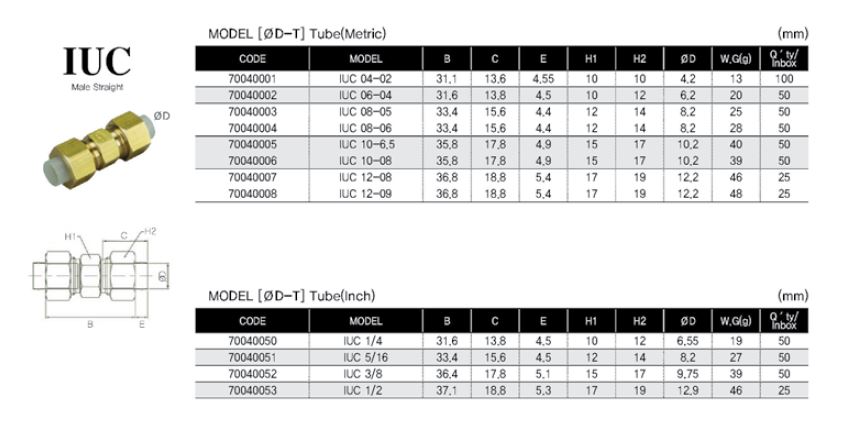 MODEL [ØD-T] Tube(Metric) (mm)
IUC
Male Straight
ØD
CODE MODEL B C E H1 H2 ØD W.G(g) Q'ty/Inbox
70040001 IUC 04-02 31.1 13.6 4.55 10 10 4.2 13 100
70040002 IUC 06-04 31.6 13.8 4.5 10 12 6.2 20 50
70040003 IUC 08-05 33.4 15.6 4.4 12 14 8.2 25 50
70040004 IUC 08-06 33.4 15.6 4.4 12 14 8.2 28 50
70040005 IUC 10-6.5 35.8 17.8 4.9 15 17 10.2 40 50
70040006 IUC 10-08 35.8 17.8 4.9 15 17 10.2 39 50
70040007 IUC 12-08 36.8 18.8 5.4 17 19 12.2 46 25
70040008 IUC 12-09 36.8 18.8 5.4 17 19 12.2 48 25
H1 C H2
ØD
B E
MODEL [ØD-T] Tube(Inch) (mm)
CODE MODEL B C E H1 H2 ØD W.G(g) Q'ty/Inbox
70040050 IUC 1/4 31.6 13.8 4.5 10 12 6.55 19 50
70040051 IUC 5/16 33.4 15.6 4.5 12 14 8.2 27 50
70040052 IUC 3/8 36.4 17.8 5.1 15 17 9.75 39 50
70040053 IUC 1/2 37.1 18.8 5.3 17 19 12.9 46 25